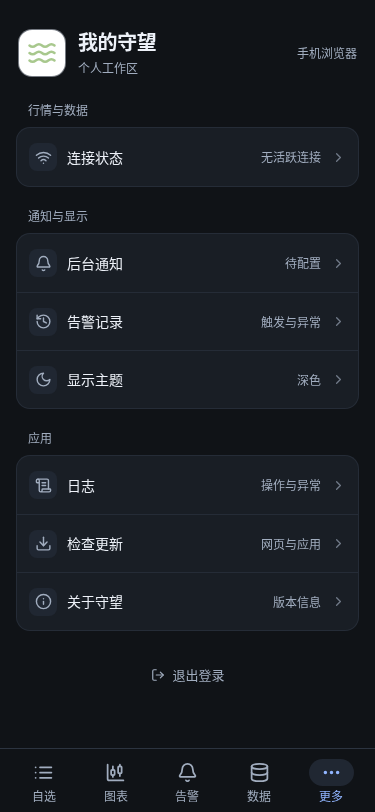 我的守望
个人工作区
手机浏览器
行情与数据
连接状态 无活跃连接
通知与显示
后台通知 待配置
告警记录 触发与异常
显示主题 深色
应用
日志 操作与异常
检查更新 网页与应用
关于守望 版本信息
退出登录
自选 图表 告警 数据 更多